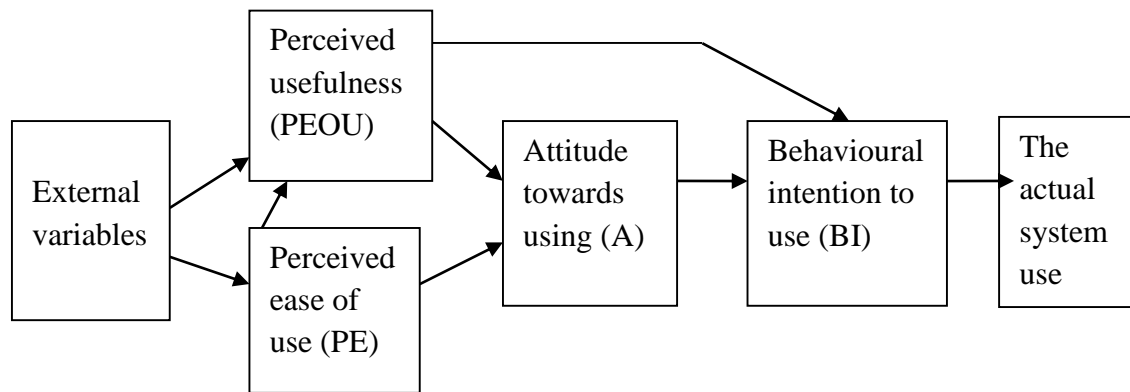 External
variables
Perceived
usefulness
(PEOU)
Perceived
ease of
use (PE)
Attitude
towards
using (A)
Behavioural
intention to
use (BI)
The
actual
system
use